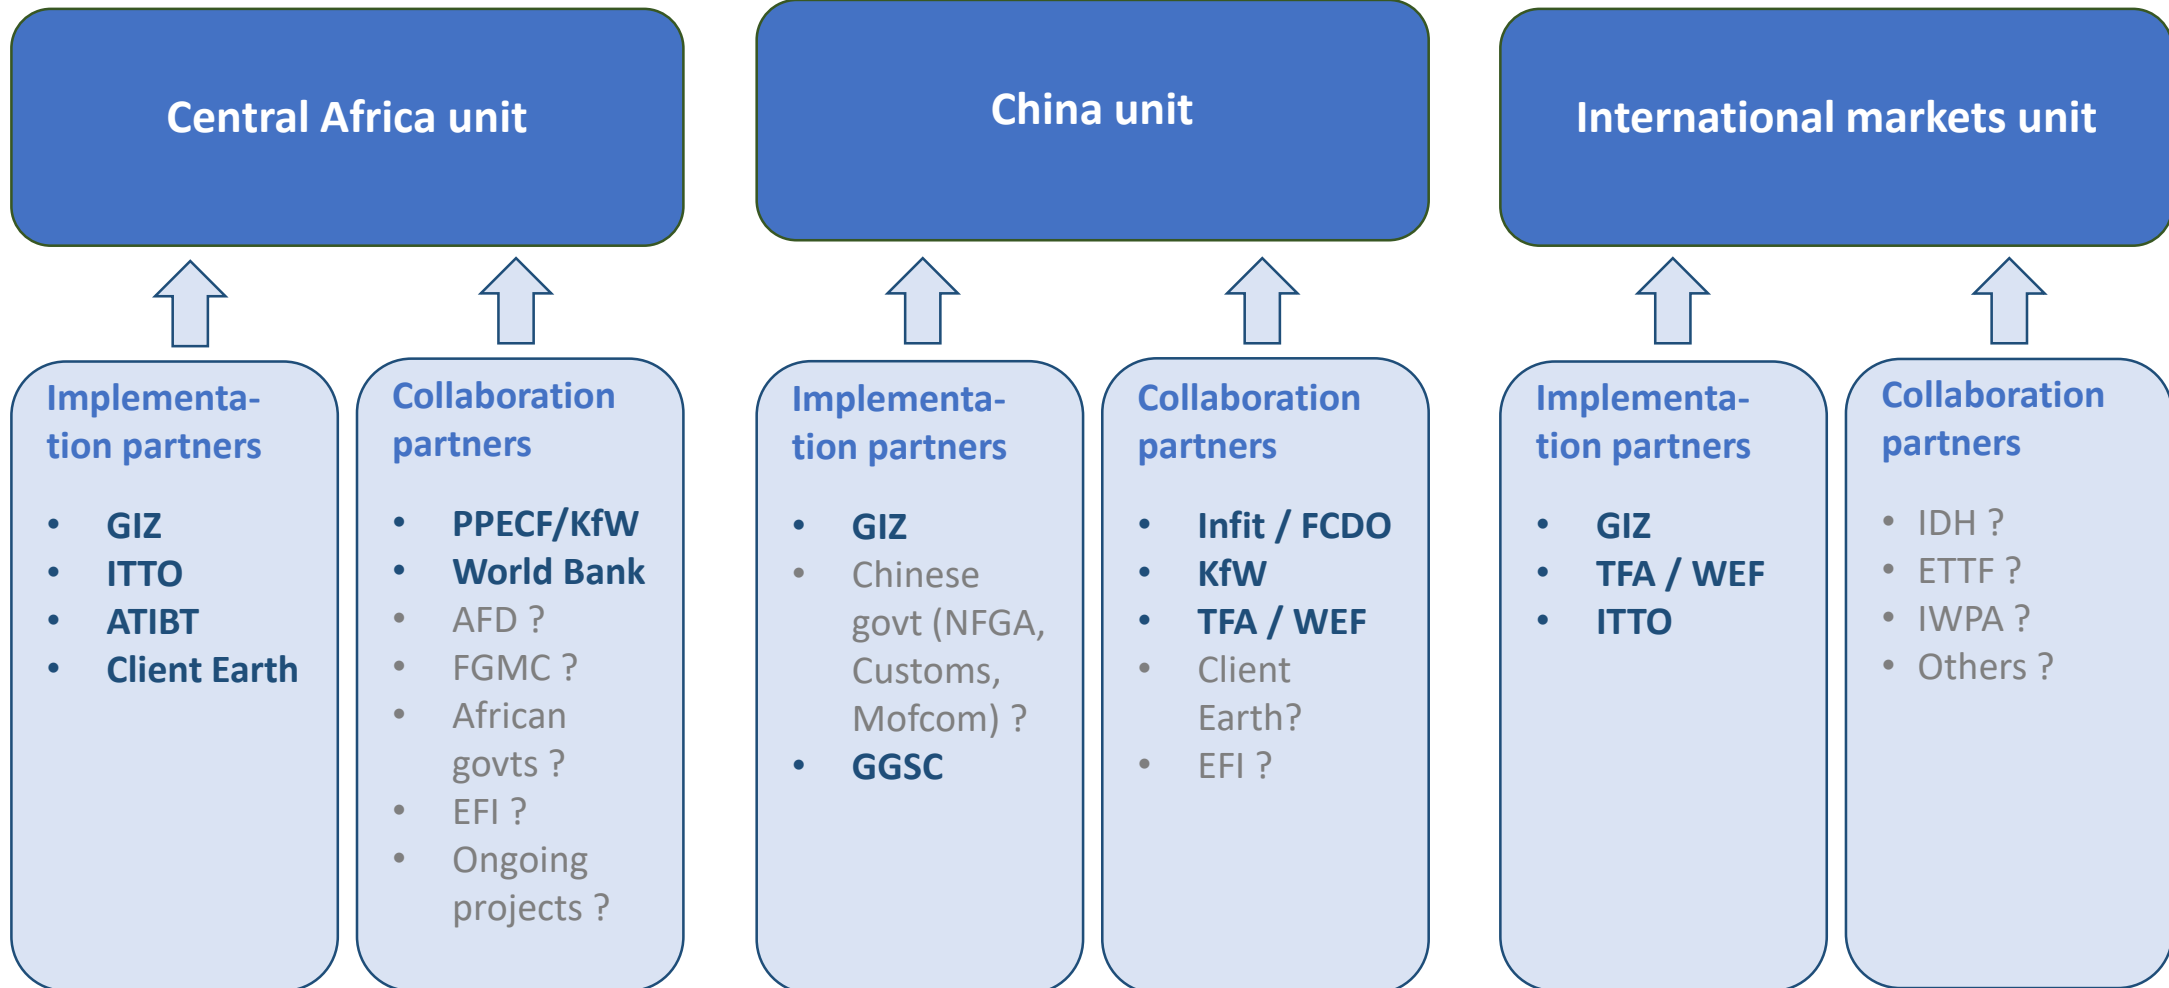 Central Africa unit
China unit
International markets unit
Implementa-
tion partners
• GIZ
• ITTO
• ATIBT
• Client Earth
Collaboration
partners
• PPECF/KfW
• World Bank
• AFD ?
• FGMC ?
• African
govts ?
• EFI ?
• Ongoing
projects ?
Implementa-
tion partners
• GIZ
• Chinese
govt (NFGA,
Customs,
Mofcom) ?
• GGSC
Collaboration
partners
• Infit / FCDO
• KfW
• TFA / WEF
• Client
Earth?
• EFI ?
Implementa-
tion partners
• GIZ
• TFA / WEF
• ITTO
Collaboration
partners
• IDH ?
• ETTF ?
• IWPA ?
• Others ?